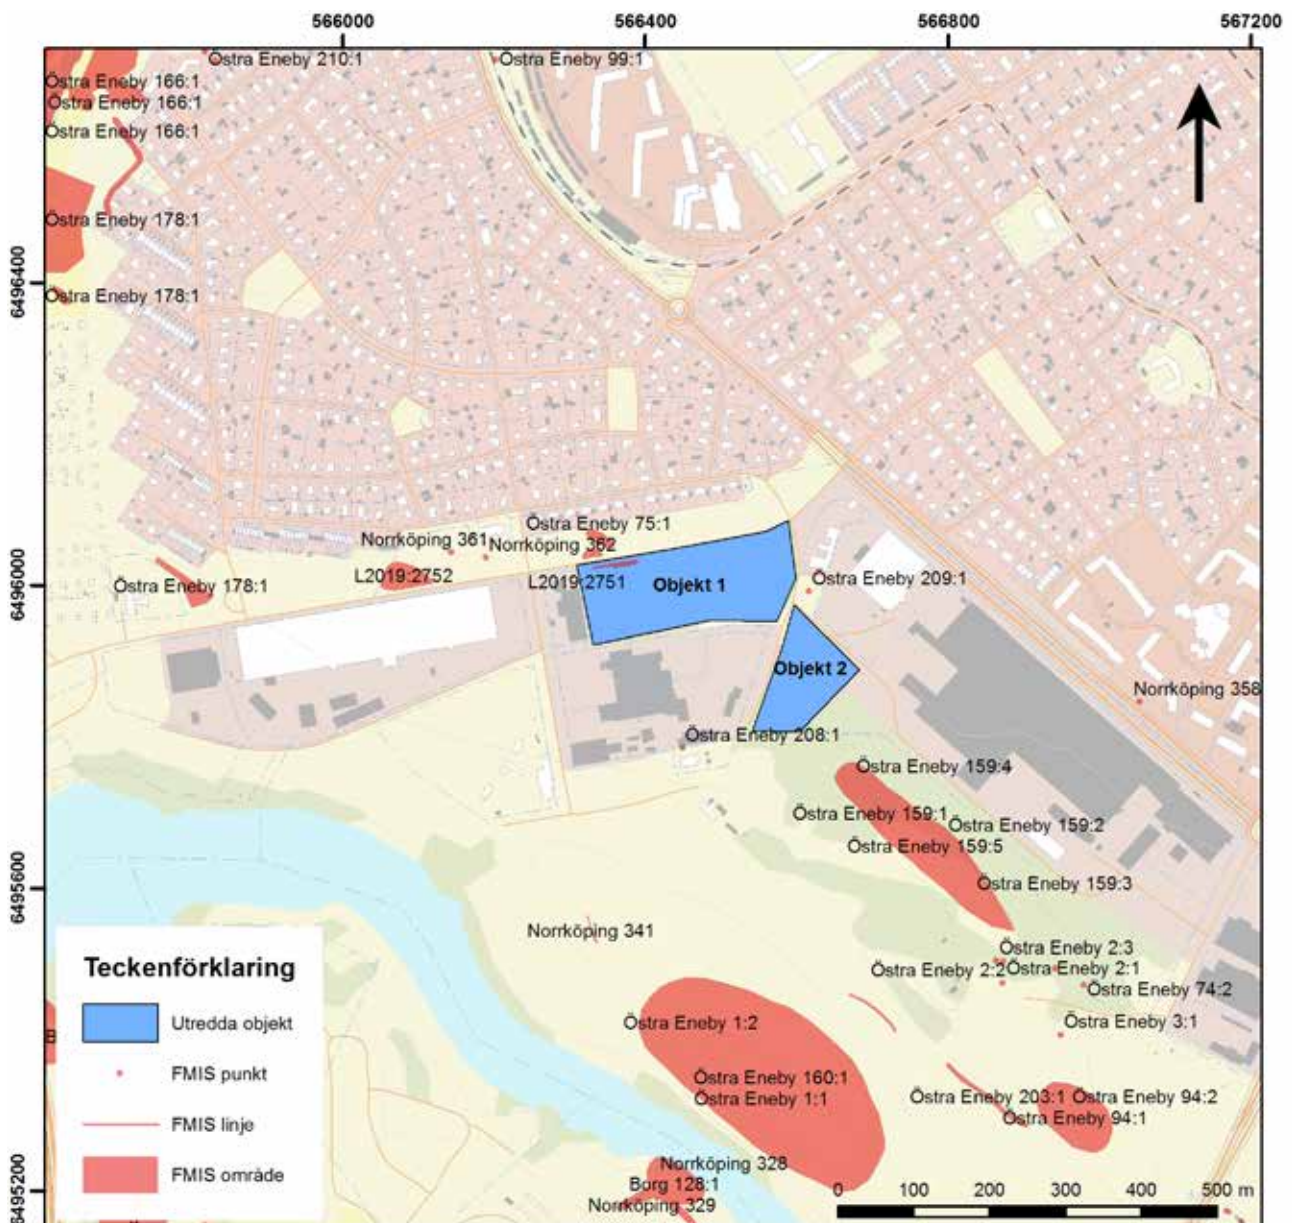 566000 566400 566800 567200
Östra Eneby 210:1 Östra Eneby 99:1
Östra Eneby 166:1
Östra Eneby 166:1
Östra Eneby 166:1
Östra Eneby 178:1
6496400
Östra Eneby 178:1
Östra Eneby 75:1
Norrköping 361 Norrköping 362
L2019:2752
L2019:2751
Objekt 1
Östra Eneby 209:1
Östra Eneby 178:1
6496000
Objekt 2
Norrköping 358
Östra Eneby 208:1
Östra Eneby 159:4
Östra Eneby 159:1
Östra Eneby 159:2
Östra Eneby 159:5
Östra Eneby 159:3
6495600
Norrköping 341
Östra Eneby 2:3
Östra Eneby 2:2 Östra Eneby 2:1
Östra Eneby 74:2
Östra Eneby 1:2
Östra Eneby 3:1
Östra Eneby 160:1
Östra Eneby 1:1
Östra Eneby 203:1 Östra Eneby 94:2
Östra Eneby 94:1
Norrköping 328
Borg 128:1
Norrköping 329
6495200
Teckenförklaring
Utredda objekt
FMIS punkt
FMIS linje
FMIS område
0 100 200 300 400 500 m